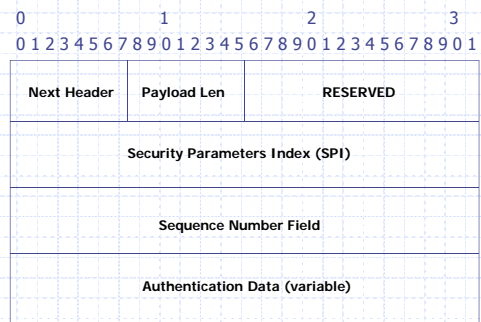 0 1 2 3
0 1 2 3 4 5 6 7 8 9 0 1 2 3 4 5 6 7 8 9 0 1 2 3 4 5 6 7 8 9 0 1
Next Header Payload Len RESERVED
Security Parameters Index (SPI)
Sequence Number Field
Authentication Data (variable)